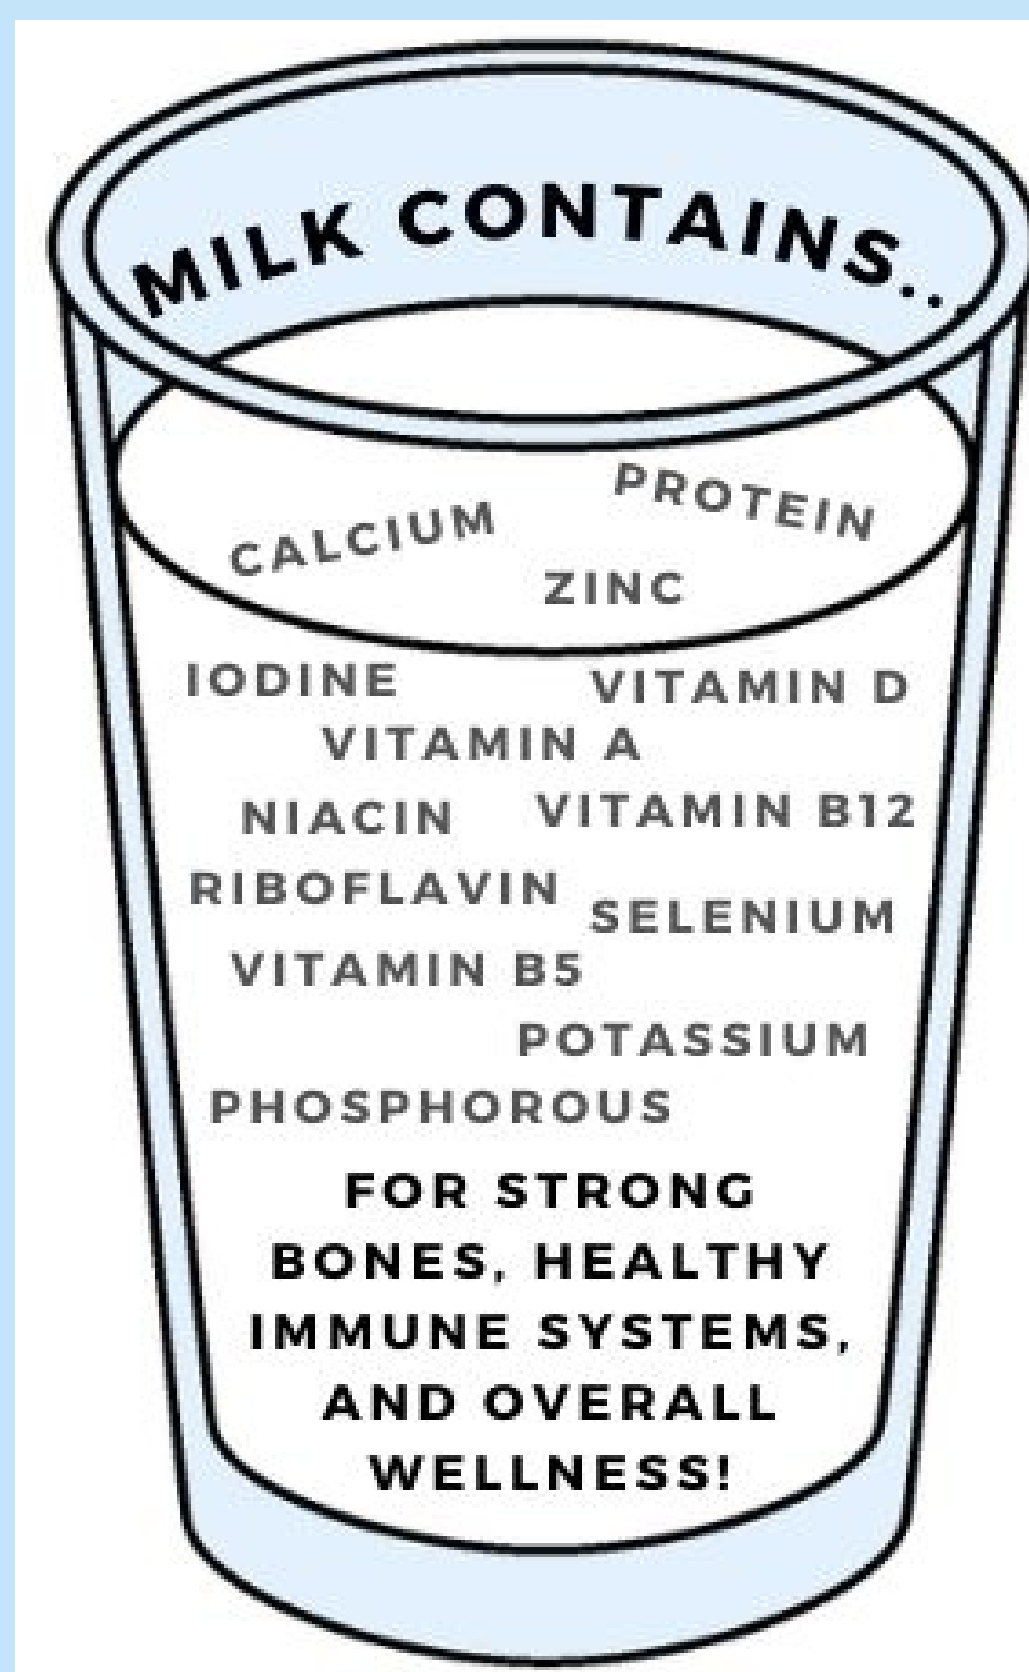 MILK CONTAINS..
CALCIUM
PROTEIN
ZINC
IODINE
VITAMIN D
VITAMIN A
NIACIN
VITAMIN B12
RIBOFLAVIN
SELENIUM
VITAMIN B5
POTASSIUM
PHOSPHOROUS
FOR STRONG
BONES, HEALTHY
IMMUNE SYSTEMS,
AND OVERALL
WELLNESS!